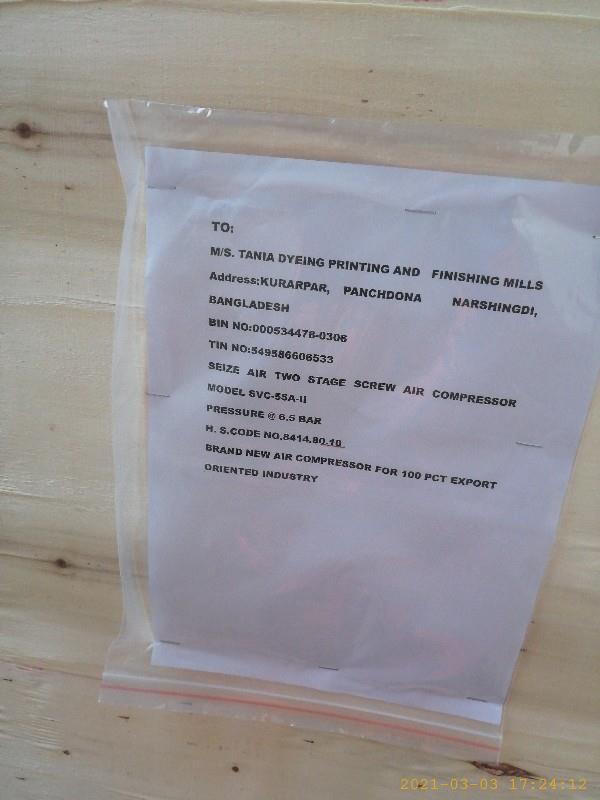 TO:
M/S. TANIA DYEING PRINTING AND FINISHING MILLS
Address:KURARPAR, PANCHDONA NARSHINGDI,
BANGLADESH
BIN NO:000534476-0306
TIN NO:549586606533
SEIZE AIR TWO STAGE SCREW AIR COMPRESSOR
MODEL SVC-55A-II
PRESSURE @ 6.5 BAR
H. S.CODE NO.8414.80.10
BRAND NEW AIR COMPRESSOR FOR 100 PCT EXPORT
ORIENTED INDUSTRY
2021-03-03 17:24:12